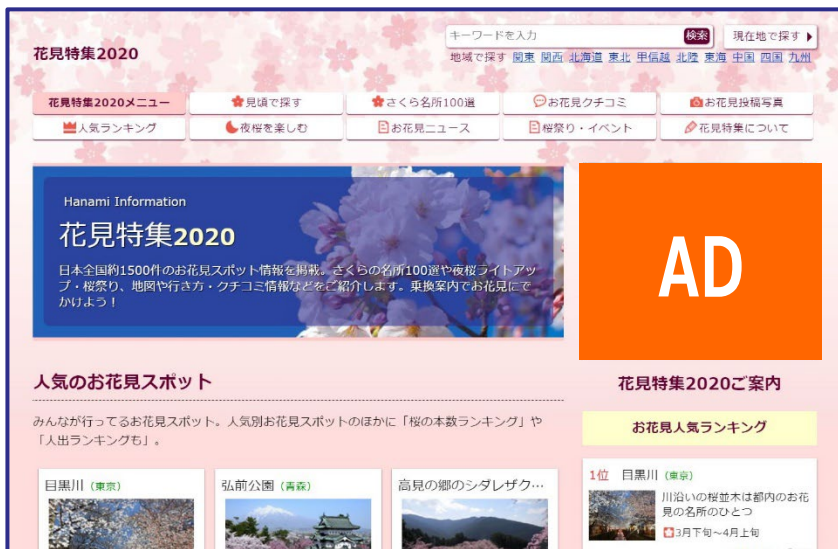 花見特集2020
キーワードを入力
検索
現在地で探す
地域で探す 関東 関西 北海道 東北 甲信越 北陸 東海 中国 四国 九州
花見特集2020メニュー
見頃で探す
さくら名所100選
お花見クチコミ
お花見投稿写真
人気ランキング
夜桜を楽しむ
お花見ニュース
桜祭り・イベント
花見特集について
Hanami Information
花見特集2020
日本全国約1500件のお花見スポット情報を掲載。さくらの名所100選や夜桜ライトアッ
プ・桜祭り、地図や行き方・クチコミ情報などをご紹介します。乗換案内でお花見にで
かけよう！
AD
人気のお花見スポット
みんなが行ってるお花見スポット。人気別お花見スポットのほかに「桜の本数ランキング」や
「人出ランキングも」。
目黒川（東京）
弘前公園（青森）
高見の郷のシダレザク…
花見特集2020ご案内
お花見人気ランキング
1位 目黒川（東京）
川沿いの桜並木は都内のお花
見の名所のひとつ
3月下旬～4月上旬